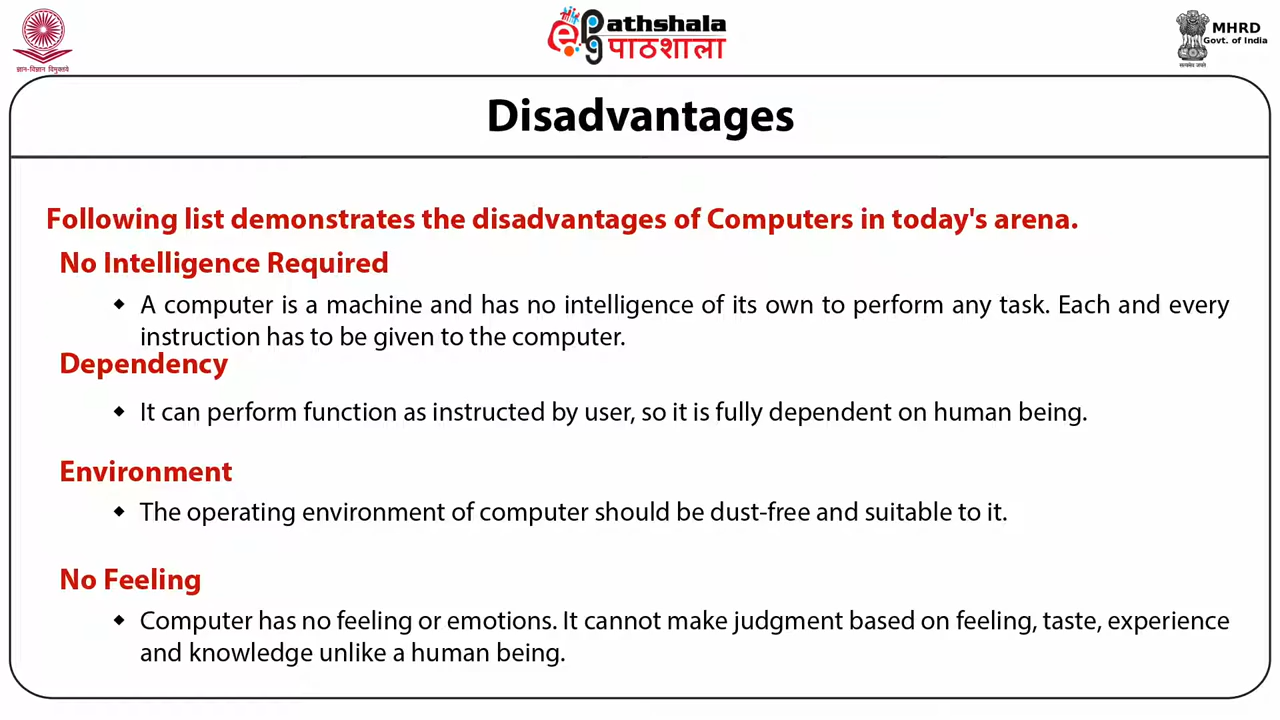 ज्ञान-विज्ञान विमुक्तये
epathshala
पाठशाला
MHRD
Govt. of India
सत्यमेव जयते
Disadvantages
Following list demonstrates the disadvantages of Computers in today's arena.
No Intelligence Required
◆ A computer is a machine and has no intelligence of its own to perform any task. Each and every
instruction has to be given to the computer.
Dependency
◆ It can perform function as instructed by user, so it is fully dependent on human being.
Environment
◆ The operating environment of computer should be dust-free and suitable to it.
No Feeling
◆ Computer has no feeling or emotions. It cannot make judgment based on feeling, taste, experience
and knowledge unlike a human being.